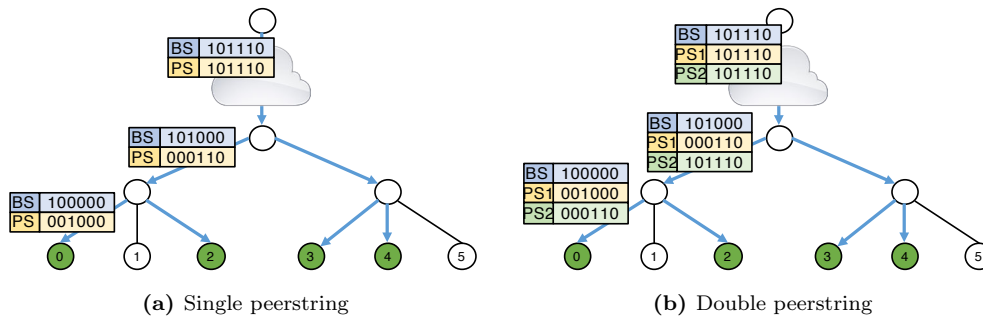 BS 101110
PS 101110
BS 101000
PS 000110
BS 100000
PS 001000
0 1 2 3 4 5
(a) Single peerstring
BS 101110
PS1 101110
PS2 101110
BS 101000
PS1 000110
PS2 101110
BS 100000
PS1 001000
PS2 000110
0 1 2 3 4 5
(b) Double peerstring